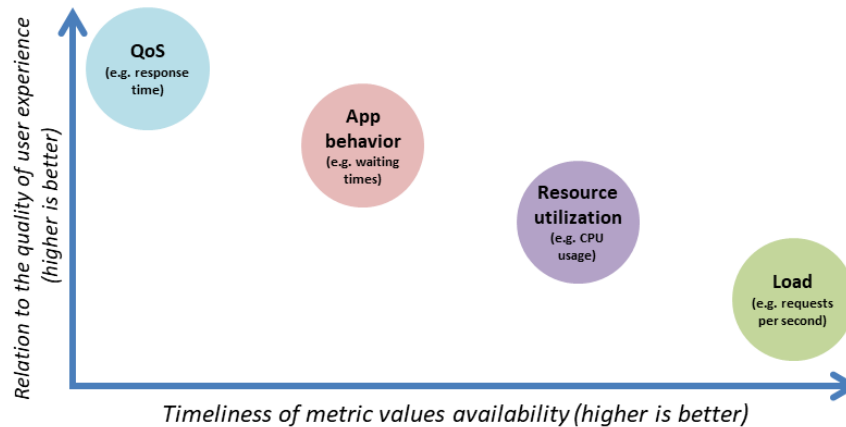 Relation to the quality of user experience
(higher is better)
QoS
(e.g. response
time)
App
behavior
(e.g. waiting
times)
Resource
utilization
(e.g. CPU
usage)
Load
(e.g. requests
per second)
Timeliness of metric values availability (higher is better)